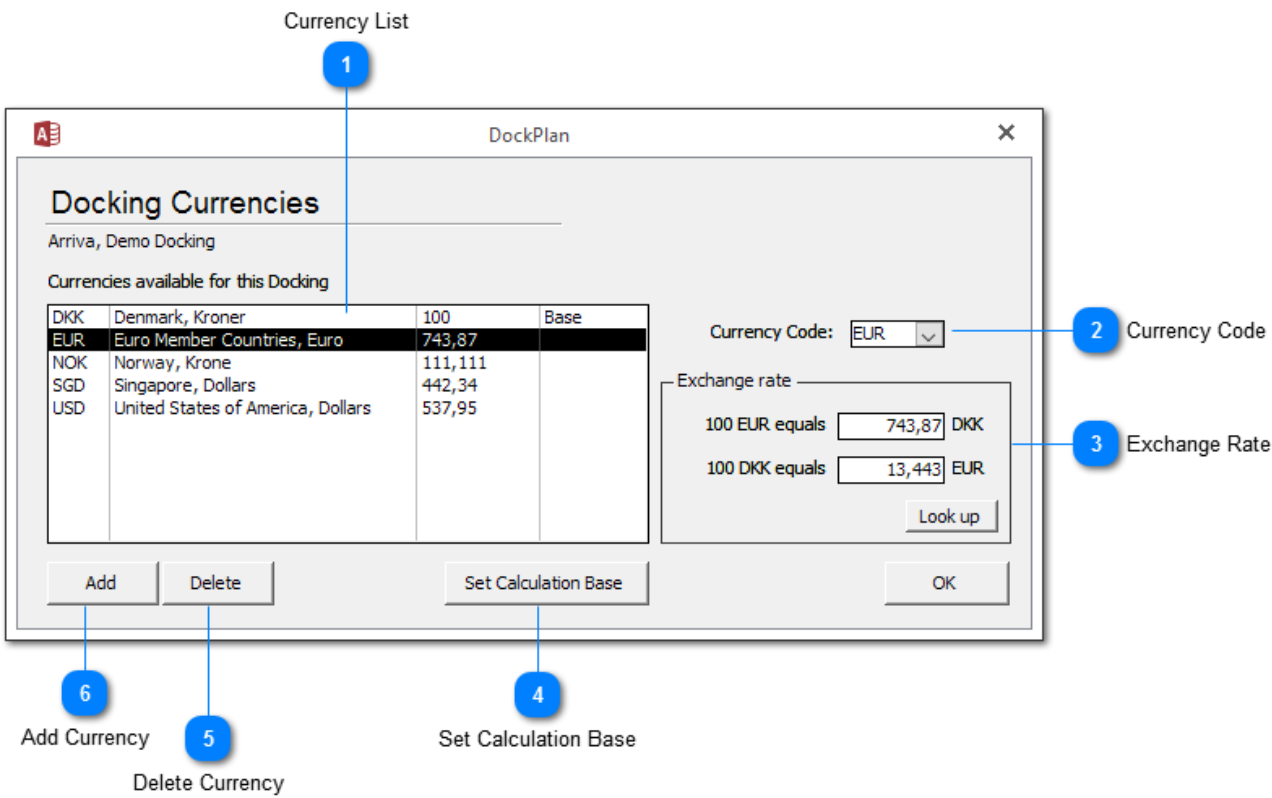 Currency List
1
DockPlan
Docking Currencies
Arriva, Demo Docking
Currencies available for this Docking
DKK Denmark, Kroner 100 Base
EUR Euro Member Countries, Euro 743,87
NOK Norway, Krone 111,111
SGD Singapore, Dollars 442,34
USD United States of America, Dollars 537,95
Currency Code: EUR
2 Currency Code
Exchange rate
100 EUR equals 743,87 DKK
100 DKK equals 13,443 EUR
3 Exchange Rate
Look up
Add Delete Set Calculation Base OK
6
Add Currency
5
Delete Currency
4
Set Calculation Base